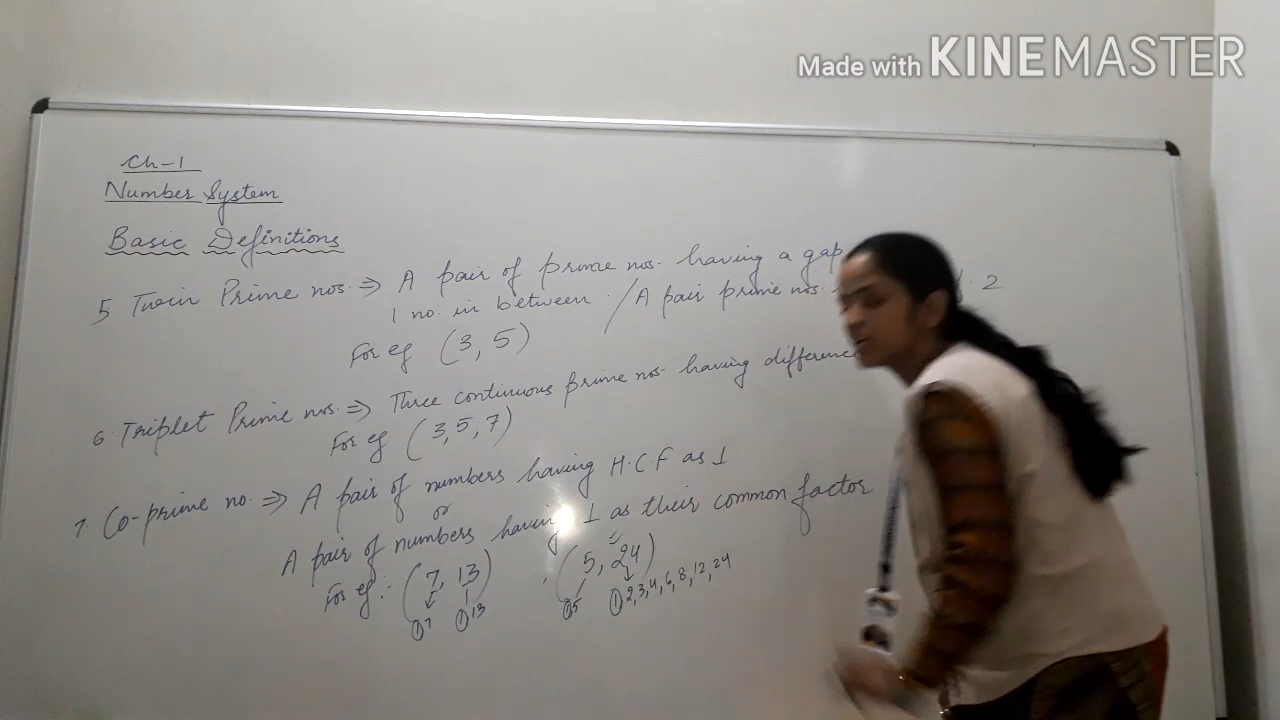 Made with KINEMASTER
Ch-1
Number System
Basic Definitions
5 Twin Prime nos. ⇒ A pair of prime nos. having a gap
1 no. in between. / A pair prime nos. 2
For eg (3, 5)
6. Triplet Prime nos. ⇒ Three continuous prime nos. having difference
For eg (3, 5, 7)
7 Co-prime no. ⇒ A pair of numbers having H.C.F as 1
or
A pair of numbers having 1 as their common factor
For eg :- (7, 13) , (5, 24)
1,7 1,13 1,5 1,2,3,4,6,8,12,24